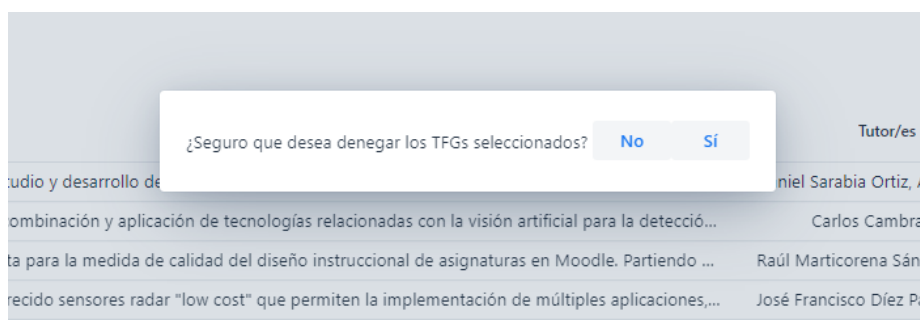 ¿Seguro que desea denegar los TFGs seleccionados? No Sí
Tutor/es
udio y desarrollo de niel Sarabia Ortiz,
ombinación y aplicación de tecnologías relacionadas con la visión artificial para la detecció... Carlos Cambra
ta para la medida de calidad del diseño instruccional de asignaturas en Moodle. Partiendo ... Raúl Marticorena Sán
recido sensores radar "low cost" que permiten la implementación de múltiples aplicaciones,... José Francisco Díez P